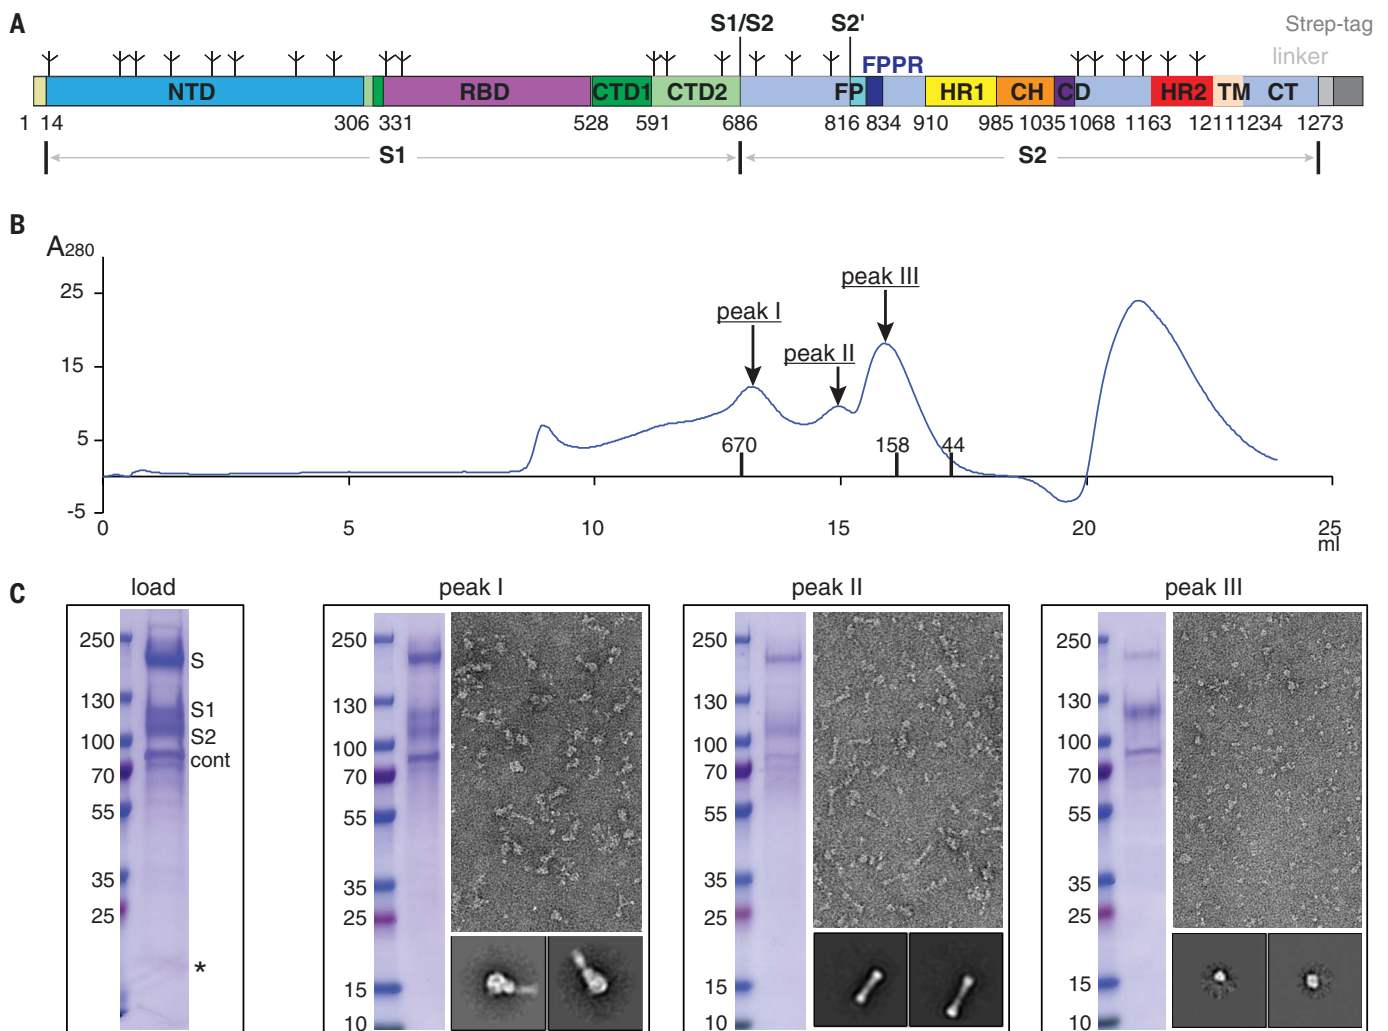 A
S1/S2
S2'
Strep-tag
linker
FPPR
NTD
RBD
CTD1
CTD2
FP
HR1
CH
CD
HR2
TM
CT
1 14 306 331 528 591 686 816 834 910 985 1035 1068 1163 1211 1234 1273
S1
S2
B
A280
25
15
5
-5
peak I
peak II
peak III
670
158
44
0 5 10 15 20 25
ml
C
load
250
130
100
70
55
35
25
S
S1
S2
cont
*
peak I
250
130
100
70
55
35
25
15
10
peak II
250
130
100
70
55
35
25
15
10
peak III
250
130
100
70
55
35
25
15
10